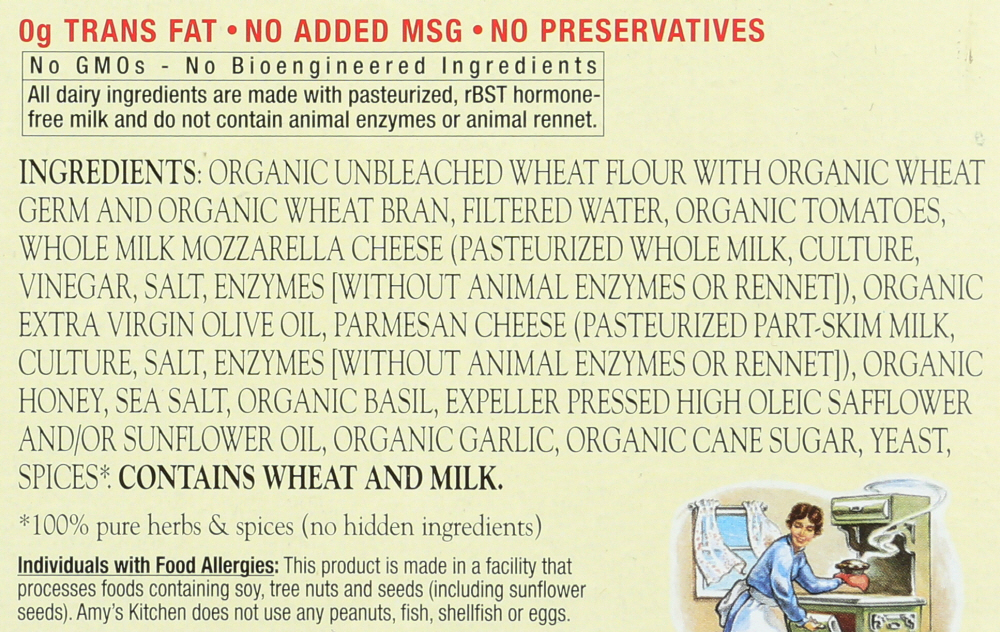 0g TRANS FAT • NO ADDED MSG • NO PRESERVATIVES
No GMOs - No Bioengineered Ingredients
All dairy ingredients are made with pasteurized, rBST hormone-
free milk and do not contain animal enzymes or animal rennet.
INGREDIENTS: ORGANIC UNBLEACHED WHEAT FLOUR WITH ORGANIC WHEAT
GERM AND ORGANIC WHEAT BRAN, FILTERED WATER, ORGANIC TOMATOES,
WHOLE MILK MOZZARELLA CHEESE (PASTEURIZED WHOLE MILK, CULTURE,
VINEGAR, SALT, ENZYMES [WITHOUT ANIMAL ENZYMES OR RENNET]), ORGANIC
EXTRA VIRGIN OLIVE OIL, PARMESAN CHEESE (PASTEURIZED PART-SKIM MILK,
CULTURE, SALT, ENZYMES [WITHOUT ANIMAL ENZYMES OR RENNET]), ORGANIC
HONEY, SEA SALT, ORGANIC BASIL, EXPELLER PRESSED HIGH OLEIC SAFFLOWER
AND/OR SUNFLOWER OIL, ORGANIC GARLIC, ORGANIC CANE SUGAR, YEAST,
SPICES*. CONTAINS WHEAT AND MILK.
*100% pure herbs & spices (no hidden ingredients)
Individuals with Food Allergies: This product is made in a facility that
processes foods containing soy, tree nuts and seeds (including sunflower
seeds). Amy's Kitchen does not use any peanuts, fish, shellfish or eggs.